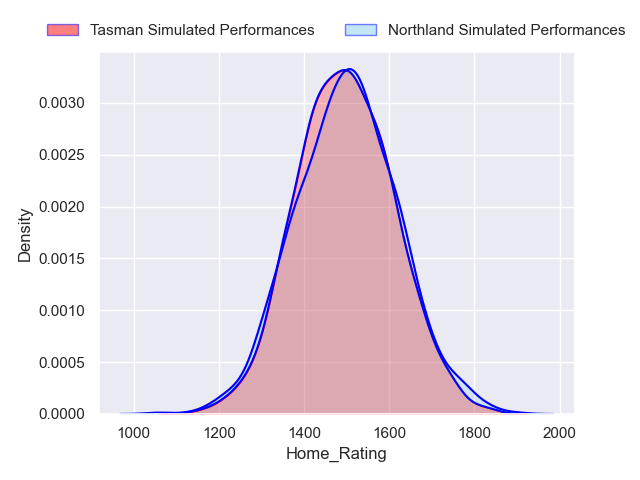 Tasman Simulated Performances Northland Simulated Performances
0.0030
0.0025
0.0020
0.0015
0.0010
0.0005
0.0000
Density
1000 1200 1400 1600 1800 2000
Home_Rating